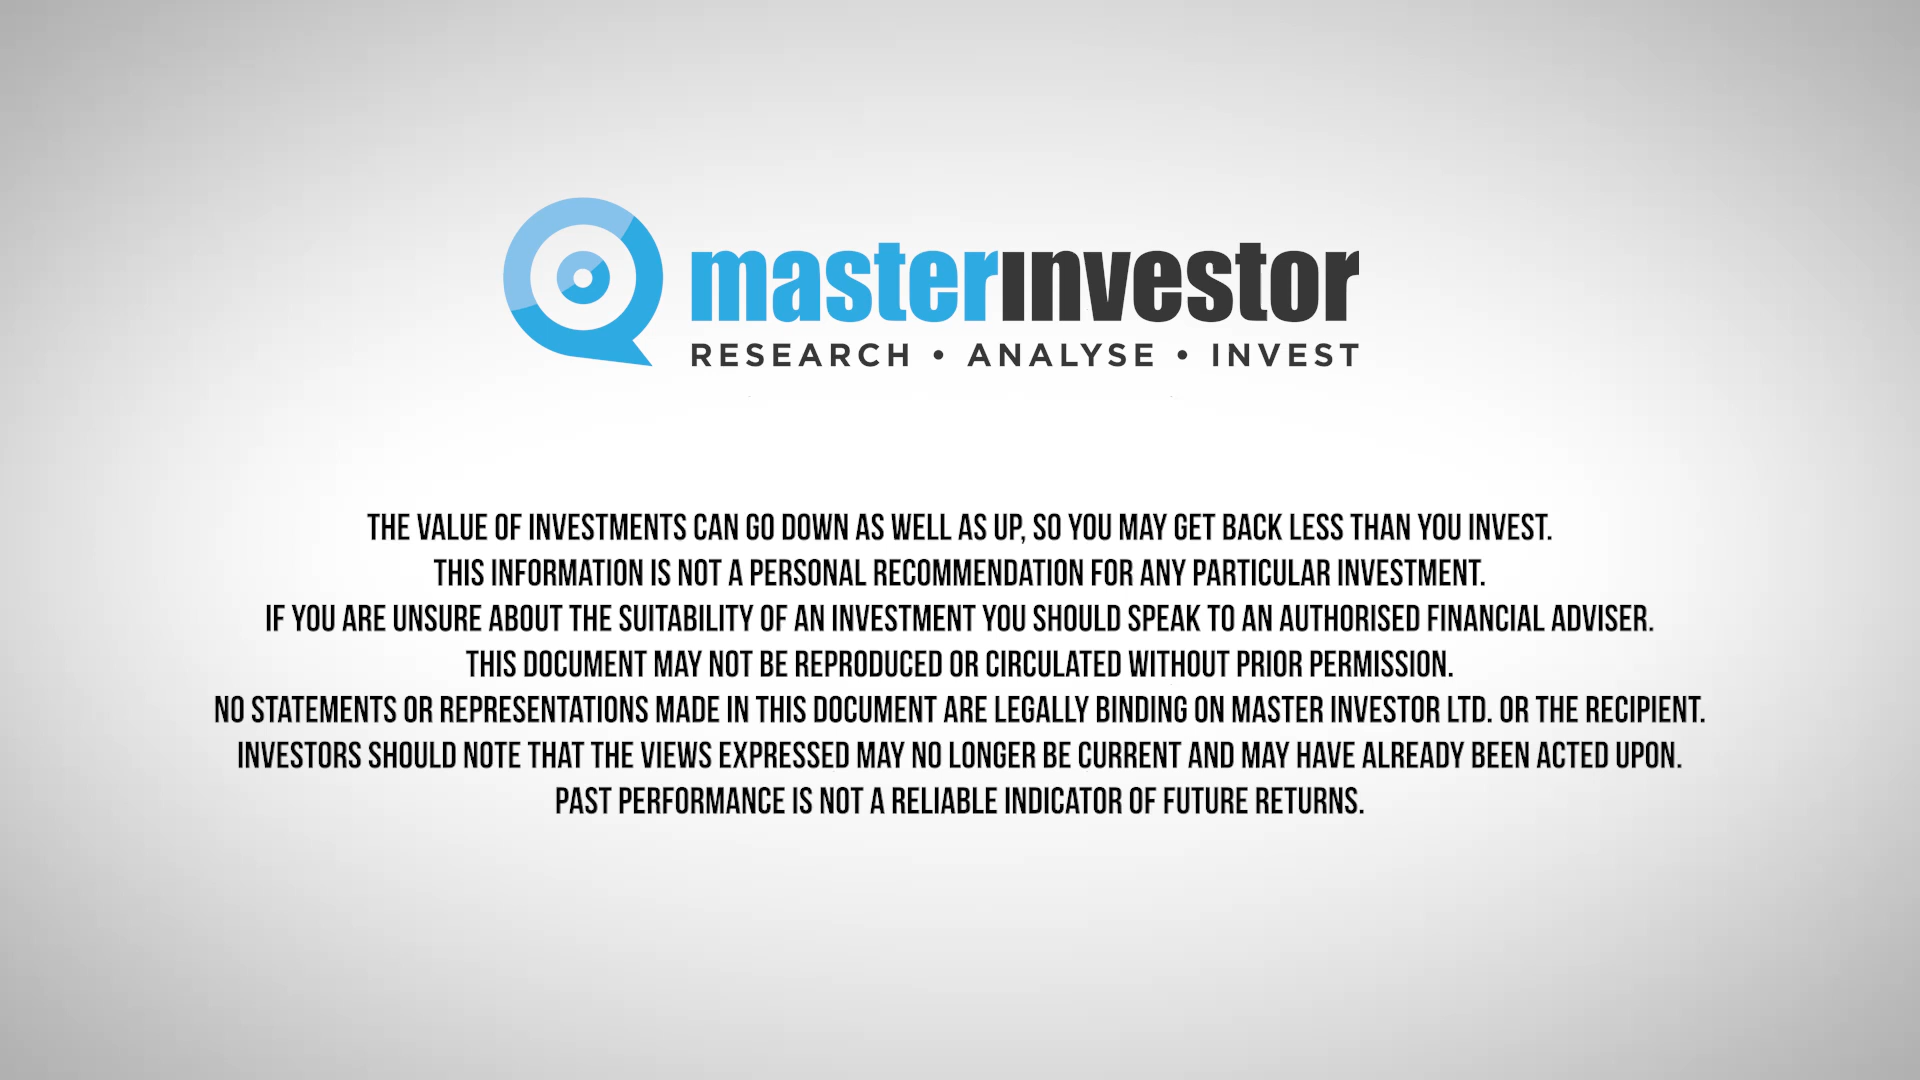 masterinvestor
RESEARCH • ANALYSE • INVEST
THE VALUE OF INVESTMENTS CAN GO DOWN AS WELL AS UP, SO YOU MAY GET BACK LESS THAN YOU INVEST.
THIS INFORMATION IS NOT A PERSONAL RECOMMENDATION FOR ANY PARTICULAR INVESTMENT.
IF YOU ARE UNSURE ABOUT THE SUITABILITY OF AN INVESTMENT YOU SHOULD SPEAK TO AN AUTHORISED FINANCIAL ADVISER.
THIS DOCUMENT MAY NOT BE REPRODUCED OR CIRCULATED WITHOUT PRIOR PERMISSION.
NO STATEMENTS OR REPRESENTATIONS MADE IN THIS DOCUMENT ARE LEGALLY BINDING ON MASTER INVESTOR LTD. OR THE RECIPIENT.
INVESTORS SHOULD NOTE THAT THE VIEWS EXPRESSED MAY NO LONGER BE CURRENT AND MAY HAVE ALREADY BEEN ACTED UPON.
PAST PERFORMANCE IS NOT A RELIABLE INDICATOR OF FUTURE RETURNS.